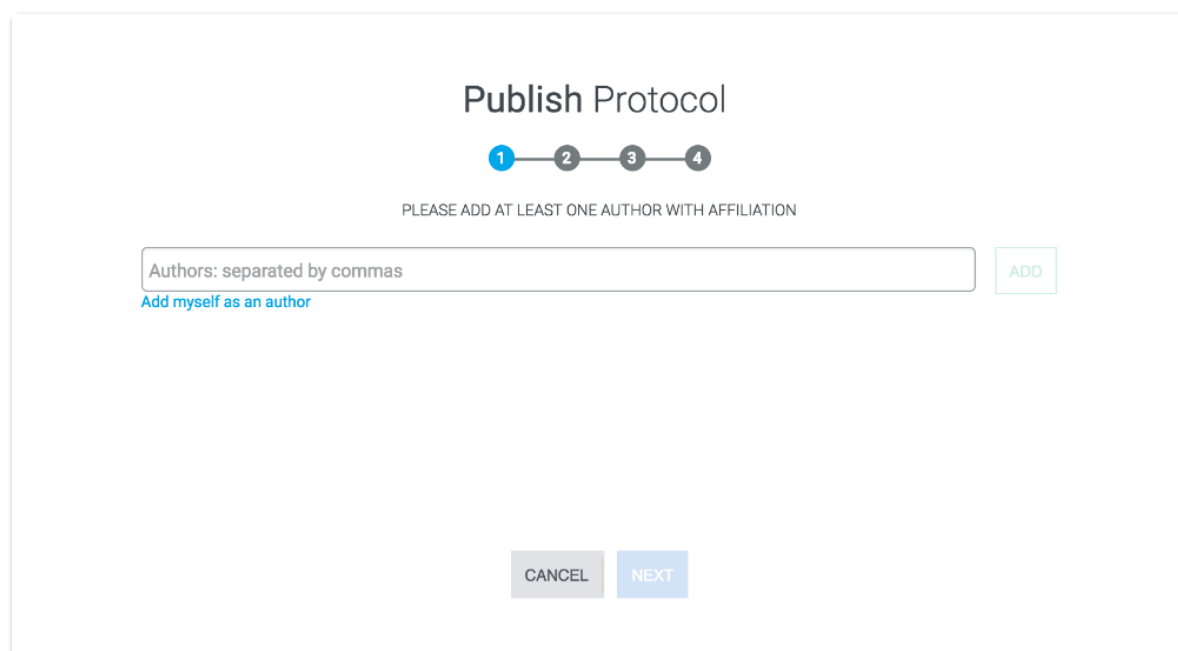 Publish Protocol
1 2 3 4
PLEASE ADD AT LEAST ONE AUTHOR WITH AFFILIATION
Authors: separated by commas
ADD
Add myself as an author
CANCEL NEXT